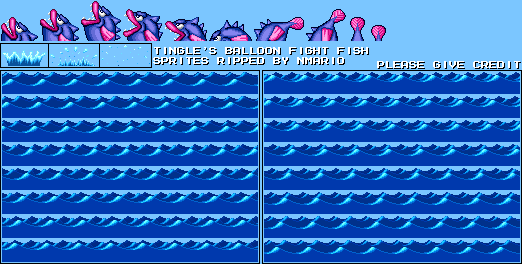 TINGLE'S BALLOON FIGHT FISH
SPRITES RIPPED BY NMARIO
PLEASE GIVE CREDIT